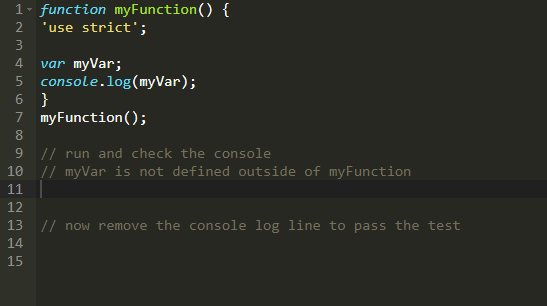 1 function myFunction() {
2 'use strict';
3
4 var myVar;
5 console.log(myVar);
6 }
7 myFunction();
8
9 // run and check the console
10 // myVar is not defined outside of myFunction
11
12
13 // now remove the console log line to pass the test
14
15